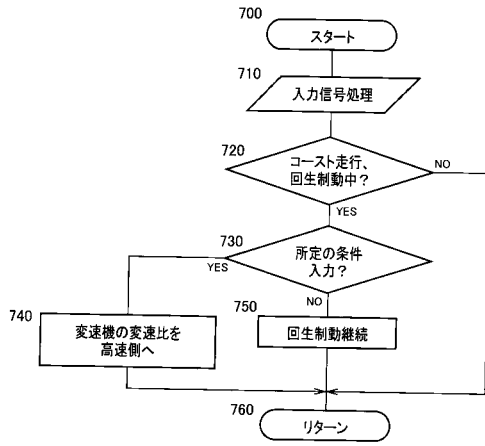 700
スタート
710
入力信号処理
720
コースト走行、
回生制動中？
NO
YES
730
所定の条件
入力？
YES
NO
740
変速機の変速比を
高速側へ
750
回生制動継続
760
リターン